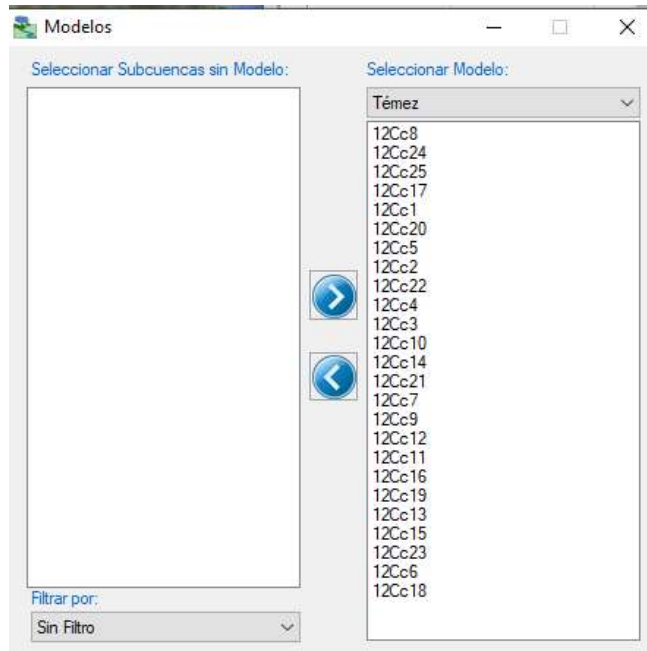 Modelos
Seleccionar Subcuencas sin Modelo:
Seleccionar Modelo:
Témez
12Cc8
12Cc24
12Cc25
12Cc17
12Cc1
12Cc20
12Cc5
12Cc2
12Cc22
12Cc4
12Cc3
12Cc10
12Cc14
12Cc21
12Cc7
12Cc9
12Cc12
12Cc11
12Cc16
12Cc19
12Cc13
12Cc15
12Cc23
12Cc6
12Cc18
Filtrar por:
Sin Filtro